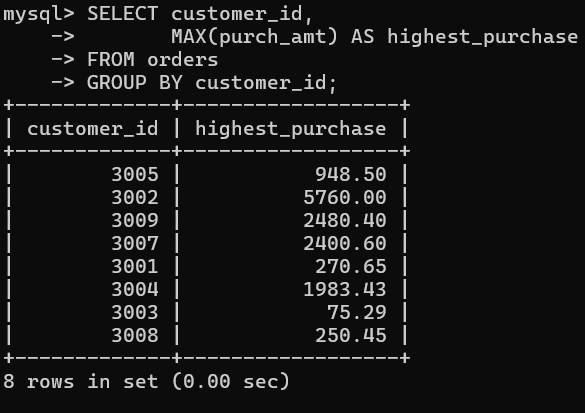 mysql> SELECT customer_id,
    ->        MAX(purch_amt) AS highest_purchase
    -> FROM orders
    -> GROUP BY customer_id;
+-------------+------------------+
| customer_id | highest_purchase |
+-------------+------------------+
|        3005 |           948.50 |
|        3002 |          5760.00 |
|        3009 |          2480.40 |
|        3007 |          2400.60 |
|        3001 |           270.65 |
|        3004 |          1983.43 |
|        3003 |            75.29 |
|        3008 |           250.45 |
+-------------+------------------+
8 rows in set (0.00 sec)